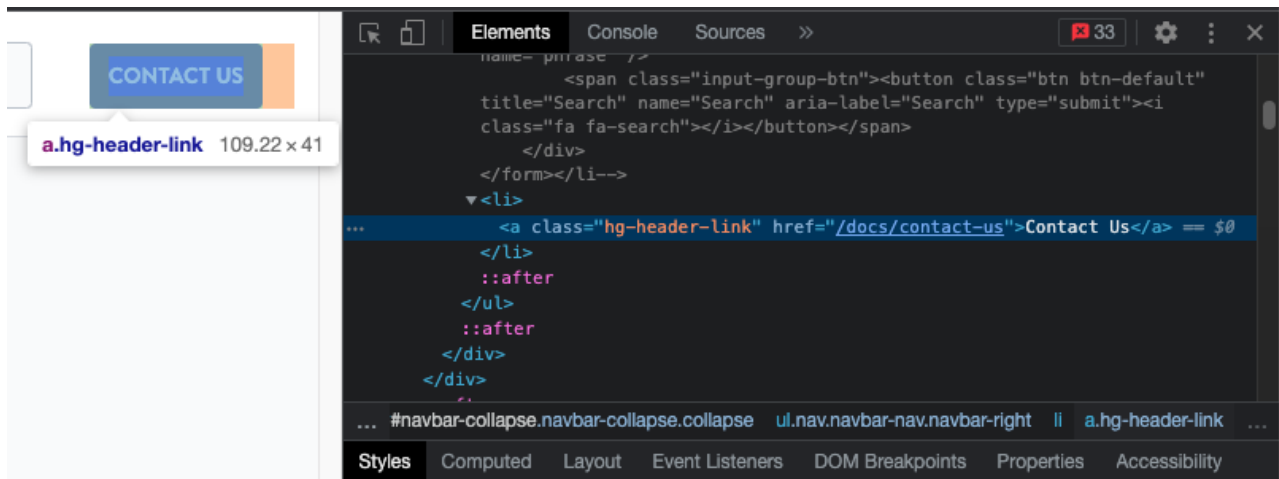 Elements Console Sources » 33
CONTACT US
a.hg-header-link 109.22 × 41
name="phrase" />
<span class="input-group-btn"><button class="btn btn-default"
title="Search" name="Search" aria-label="Search" type="submit"><i
class="fa fa-search"></i></button></span>
</div>
</form></li-->
▼<li>
... <a class="hg-header-link" href="/docs/contact-us">Contact Us</a> == $0
</li>
::after
</ul>
::after
</div>
</div>
... #navbar-collapse.navbar-collapse.collapse ul.nav.navbar-nav.navbar-right li a.hg-header-link ...
Styles Computed Layout Event Listeners DOM Breakpoints Properties Accessibility